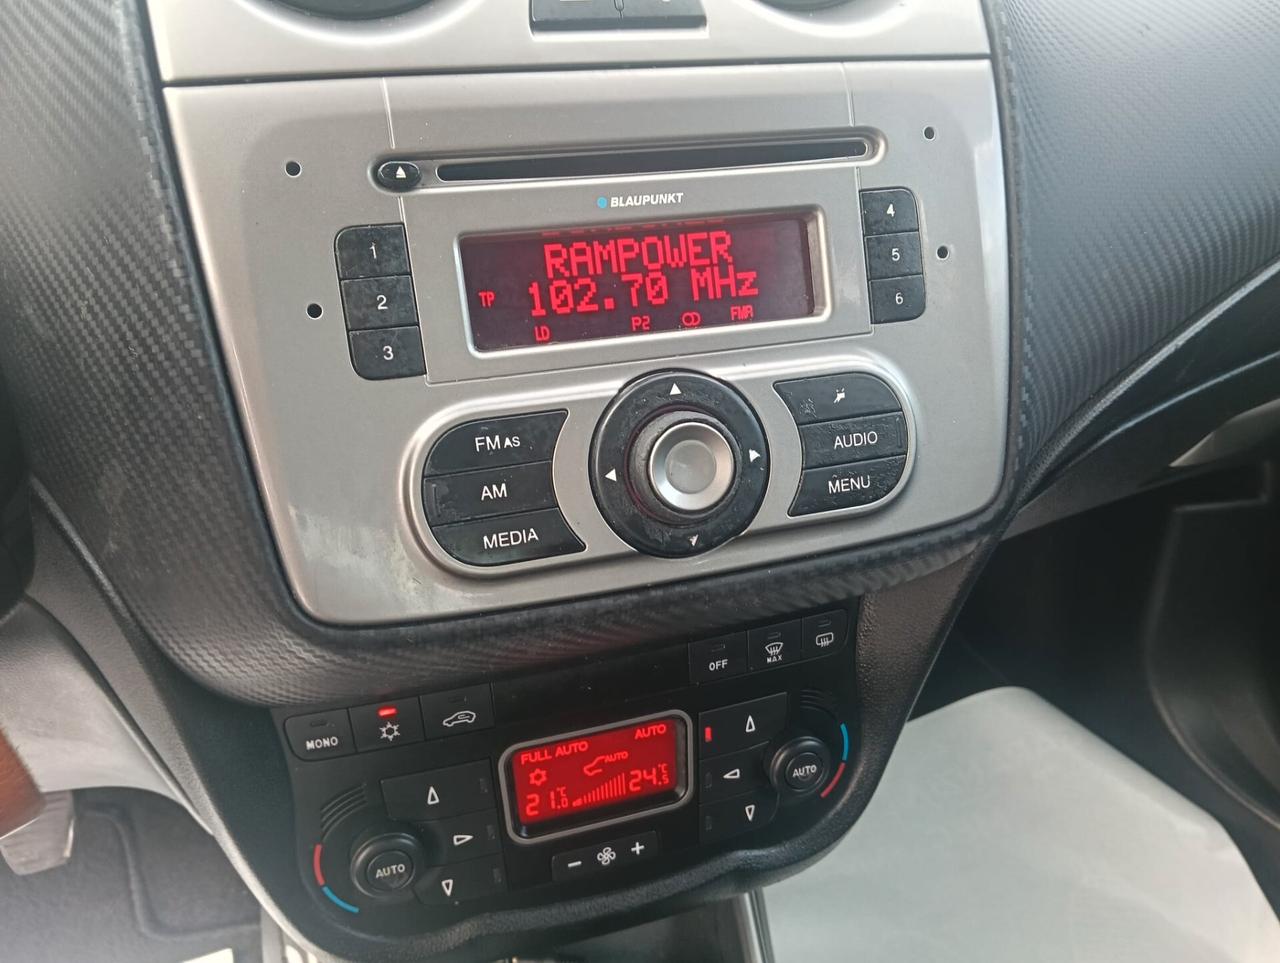 BLAUPUNKT
1
2
3
4
5
6
RAMPOWER
TP 102.70 MHz
LD P2 FMA
FM AS
AM
MEDIA
AUDIO
MENU
OFF
MAX
MONO
FULL AUTO AUTO
AUTO
21.0 °C 24.5 °C
AUTO
AUTO